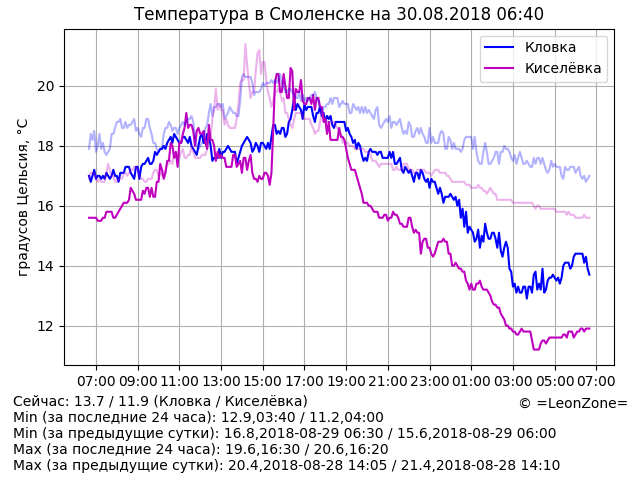 Температура в Смоленске на 30.08.2018 06:40
Кловка
Киселёвка
градусов Цельсия, °C
20
18
16
14
12
07:00 09:00 11:00 13:00 15:00 17:00 19:00 21:00 23:00 01:00 03:00 05:00 07:00
Сейчас: 13.7 / 11.9 (Кловка / Киселёвка)
© =LeonZone=
Min (за последние 24 часа): 12.9,03:40 / 11.2,04:00
Min (за предыдущие сутки): 16.8,2018-08-29 06:30 / 15.6,2018-08-29 06:00
Max (за последние 24 часа): 19.6,16:30 / 20.6,16:20
Max (за предыдущие сутки): 20.4,2018-08-28 14:05 / 21.4,2018-08-28 14:10